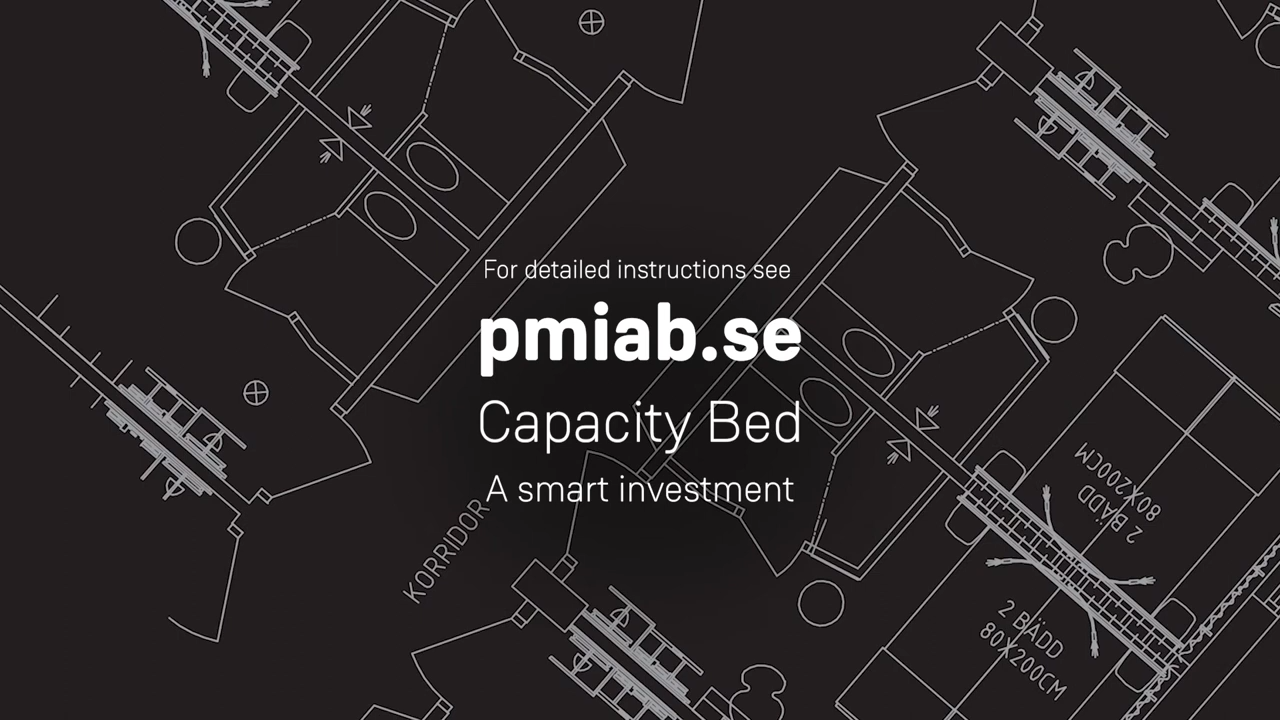 For detailed instructions see
pmiab.se
Capacity Bed
A smart investment
KORRIDOR
2 BÄDD
80X200CM
2 BÄDD
80X200CM